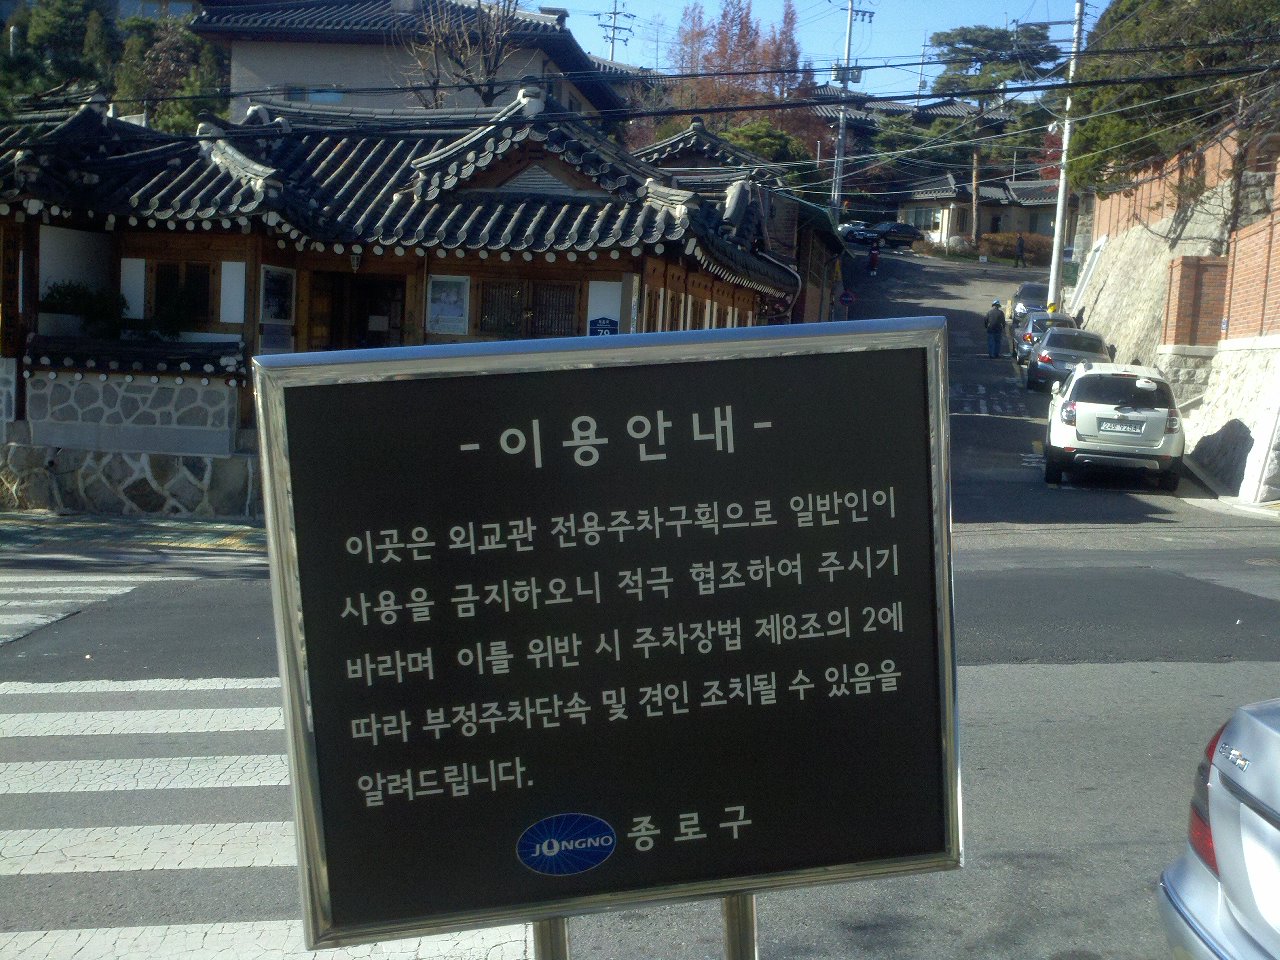 79
- 이용안내 -
이곳은 외교관 전용주차구획으로 일반인이
사용을 금지하오니 적극 협조하여 주시기
바라며 이를 위반 시 주차장법 제8조의 2에
따라 부정주차단속 및 견인 조치될 수 있음을
알려드립니다.
JONGNO 종로구